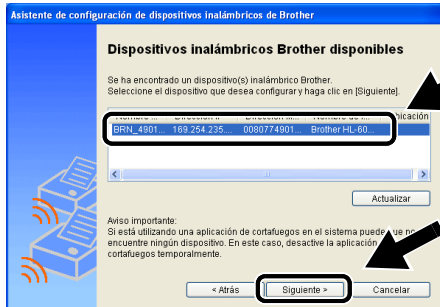 Asistente de configuración de dispositivos inalámbricos de Brother
Dispositivos inalámbricos Brother disponibles
Se ha encontrado un dispositivo(s) inalámbrico Brother.
Seleccione el dispositivo que desea configurar y haga clic en [Siguiente].
BRN_4901... 169.254.235.... 0080774901... Brother HL-60...
Actualizar
Aviso importante:
Si está utilizando una aplicación de cortafuegos en el sistema puede que no
encuentre ningún dispositivo. En este caso, desactive la aplicación
cortafuegos temporalmente.
< Atrás Siguiente > Cancelar